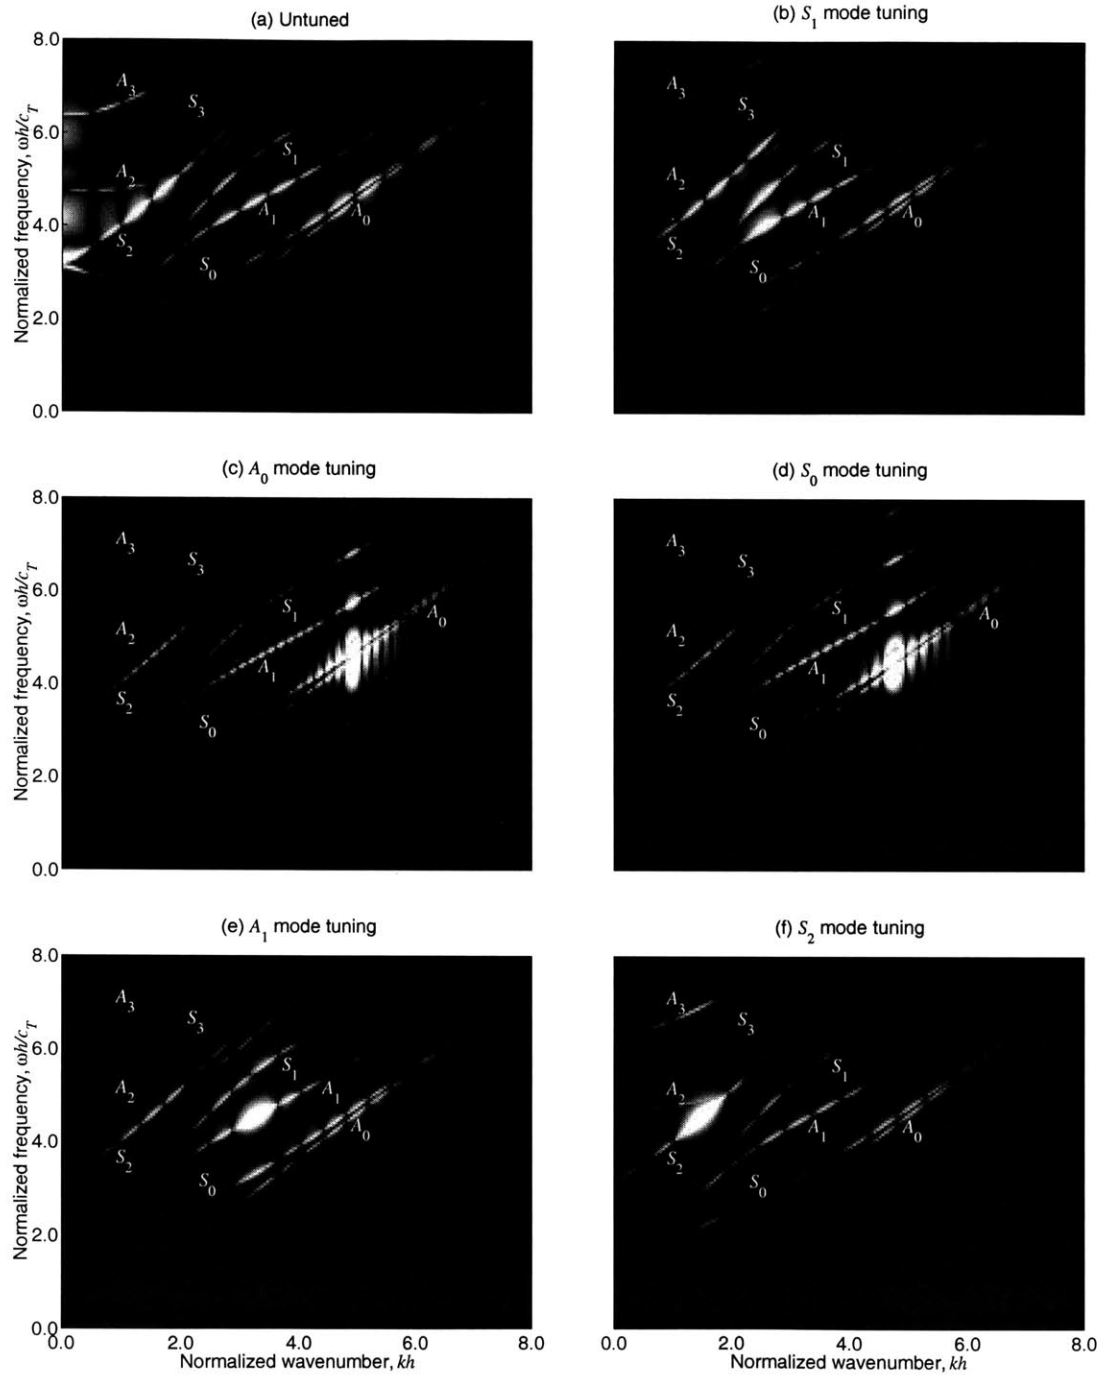 (a) Untuned
(b) S₁ mode tuning
Normalized frequency, ωh/c_T
8.0
6.0
4.0
2.0
0.0
A₃
S₃
A₂
S₁
S₂
A₁
A₀
S₀
A₃
S₃
A₂
S₁
S₂
A₁
A₀
S₀
(c) A₀ mode tuning
(d) S₀ mode tuning
Normalized frequency, ωh/c_T
8.0
6.0
4.0
2.0
0.0
A₃
S₃
A₂
S₁
A₀
S₂
A₁
S₀
A₃
S₃
A₂
S₁
A₀
S₂
A₁
S₀
(e) A₁ mode tuning
(f) S₂ mode tuning
Normalized frequency, ωh/c_T
8.0
6.0
4.0
2.0
0.0
A₃
S₃
S₁
A₂
A₁
A₀
S₂
S₀
A₃
S₃
S₁
A₂
A₁
A₀
S₂
S₀
0.0 2.0 4.0 6.0 8.0
Normalized wavenumber, kh
0.0 2.0 4.0 6.0 8.0
Normalized wavenumber, kh